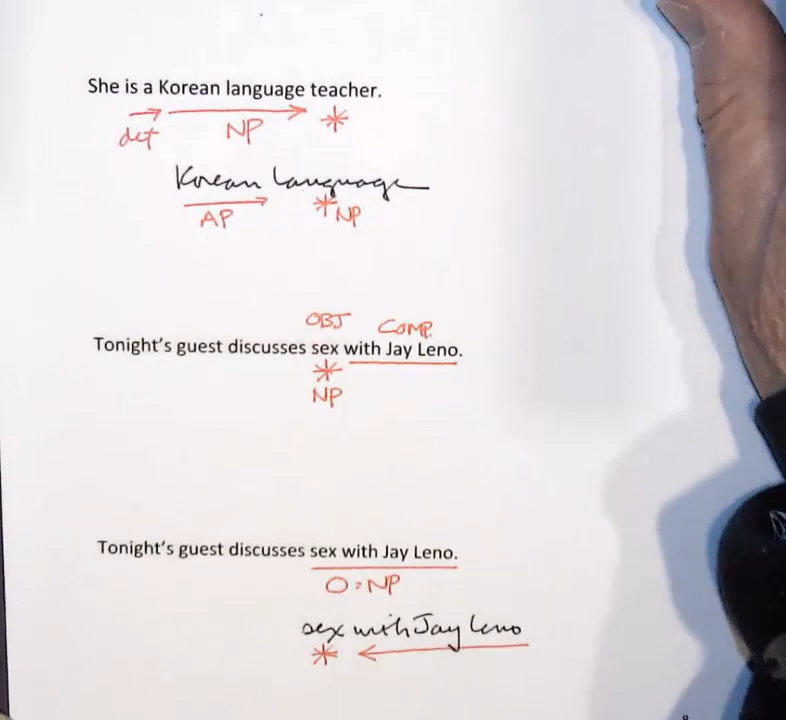 She is a Korean language teacher.
det NP *
Korean language
AP * NP
OBJ COMP.
Tonight's guest discusses sex with Jay Leno.
*
NP
Tonight's guest discusses sex with Jay Leno.
O = NP
sex with Jay Leno
*